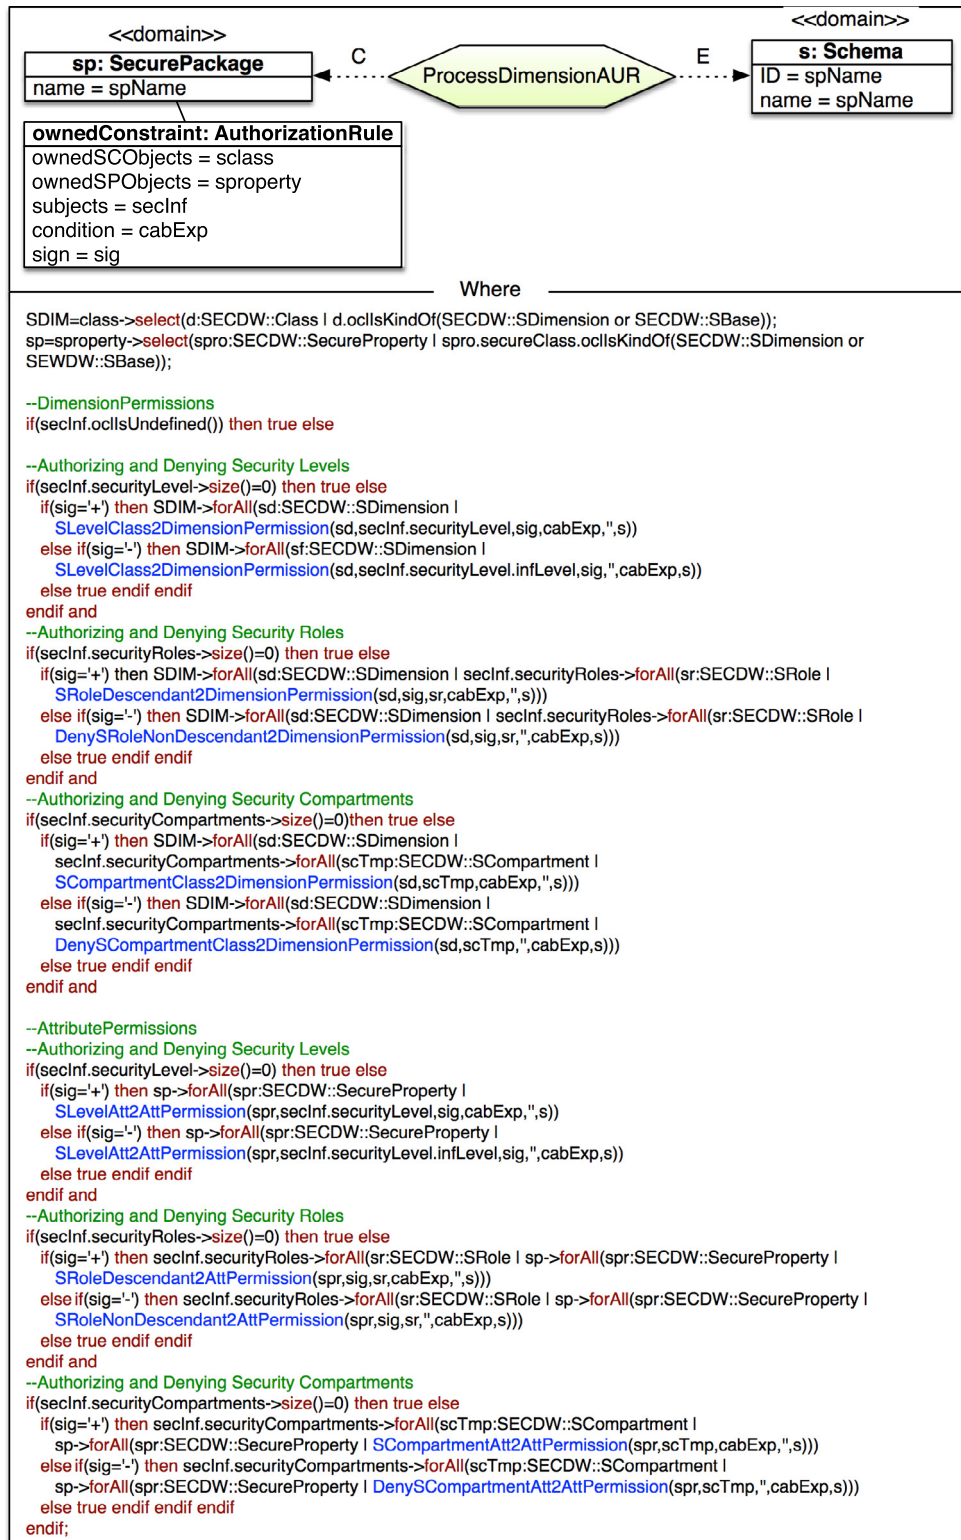 <<domain>>
<<domain>>
sp: SecurePackage
C
ProcessDimensionAUR
E
s: Schema
name = spName
ID = spName
name = spName
ownedConstraint: AuthorizationRule
ownedSCObjects = sclass
ownedSPObjects = sproperty
subjects = secInf
condition = cabExp
sign = sig
Where
SDIM=class->select(d:SECDW::Class | d.oclIsKindOf(SECDW::SDimension or SECDW::SBase));
sp=sproperty->select(spro:SECDW::SecureProperty | spro.secureClass.oclIsKindOf(SECDW::SDimension or
SEWDW::SBase));
--DimensionPermissions
if(secInf.oclIsUndefined()) then true else
--Authorizing and Denying Security Levels
if(secInf.securityLevel->size()=0) then true else
if(sig='+') then SDIM->forAll(sd:SECDW::SDimension |
SLevelClass2DimensionPermission(sd,secInf.securityLevel,sig,cabExp,'',s))
else if(sig='-') then SDIM->forAll(sf:SECDW::SDimension |
SLevelClass2DimensionPermission(sd,secInf.securityLevel.infLevel,sig,'',cabExp,s))
else true endif endif
endif and
--Authorizing and Denying Security Roles
if(secInf.securityRoles->size()=0) then true else
if(sig='+') then SDIM->forAll(sd:SECDW::SDimension | secInf.securityRoles->forAll(sr:SECDW::SRole |
SRoleDescendant2DimensionPermission(sd,sig,sr,cabExp,'',s)))
else if(sig='-') then SDIM->forAll(sd:SECDW::SDimension | secInf.securityRoles->forAll(sr:SECDW::SRole |
DenySRoleNonDescendant2DimensionPermission(sd,sig,sr,'',cabExp,s)))
else true endif endif
endif and
--Authorizing and Denying Security Compartments
if(secInf.securityCompartments->size()=0)then true else
if(sig='+') then SDIM->forAll(sd:SECDW::SDimension |
secInf.securityCompartments->forAll(scTmp:SECDW::SCompartment |
SCompartmentClass2DimensionPermission(sd,scTmp,cabExp,'',s)))
else if(sig='-') then SDIM->forAll(sd:SECDW::SDimension |
secInf.securityCompartments->forAll(scTmp:SECDW::SCompartment |
DenySCompartmentClass2DimensionPermission(sd,scTmp,'',cabExp,s)))
else true endif endif
endif and
--AttributePermissions
--Authorizing and Denying Security Levels
if(secInf.securityLevel->size()=0) then true else
if(sig='+') then sp->forAll(spr:SECDW::SecureProperty |
SLevelAtt2AttPermission(spr,secInf.securityLevel,sig,cabExp,'',s))
else if(sig='-') then sp->forAll(spr:SECDW::SecureProperty |
SLevelAtt2AttPermission(spr,secInf.securityLevel.infLevel,sig,'',cabExp,s))
else true endif endif
endif and
--Authorizing and Denying Security Roles
if(secInf.securityRoles->size()=0) then true else
if(sig='+') then secInf.securityRoles->forAll(sr:SECDW::SRole | sp->forAll(spr:SECDW::SecureProperty |
SRoleDescendant2AttPermission(spr,sig,sr,cabExp,'',s)))
else if(sig='-') then secInf.securityRoles->forAll(sr:SECDW::SRole | sp->forAll(spr:SECDW::SecureProperty |
SRoleNonDescendant2AttPermission(spr,sig,sr,'',cabExp,s)))
else true endif endif
endif and
--Authorizing and Denying Security Compartments
if(secInf.securityCompartments->size()=0) then true else
if(sig='+') then secInf.securityCompartments->forAll(scTmp:SECDW::SCompartment |
sp->forAll(spr:SECDW::SecureProperty | SCompartmentAtt2AttPermission(spr,scTmp,cabExp,'',s)))
else if(sig='-') then secInf.securityCompartments->forAll(scTmp:SECDW::SCompartment |
sp->forAll(spr:SECDW::SecureProperty | DenySCompartmentAtt2AttPermission(spr,scTmp,'',cabExp,s)))
else true endif endif endif
endif;